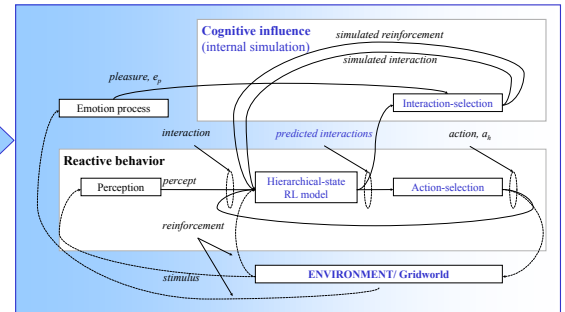 Cognitive influence
(internal simulation)
simulated reinforcement
simulated interaction
pleasure, eₚ
Emotion process
Interaction-selection
interaction
predicted interactions
action, aₕ
Reactive behavior
Perception
percept
Hierarchical-state
RL model
Action-selection
reinforcement
stimulus
ENVIRONMENT/ Gridworld